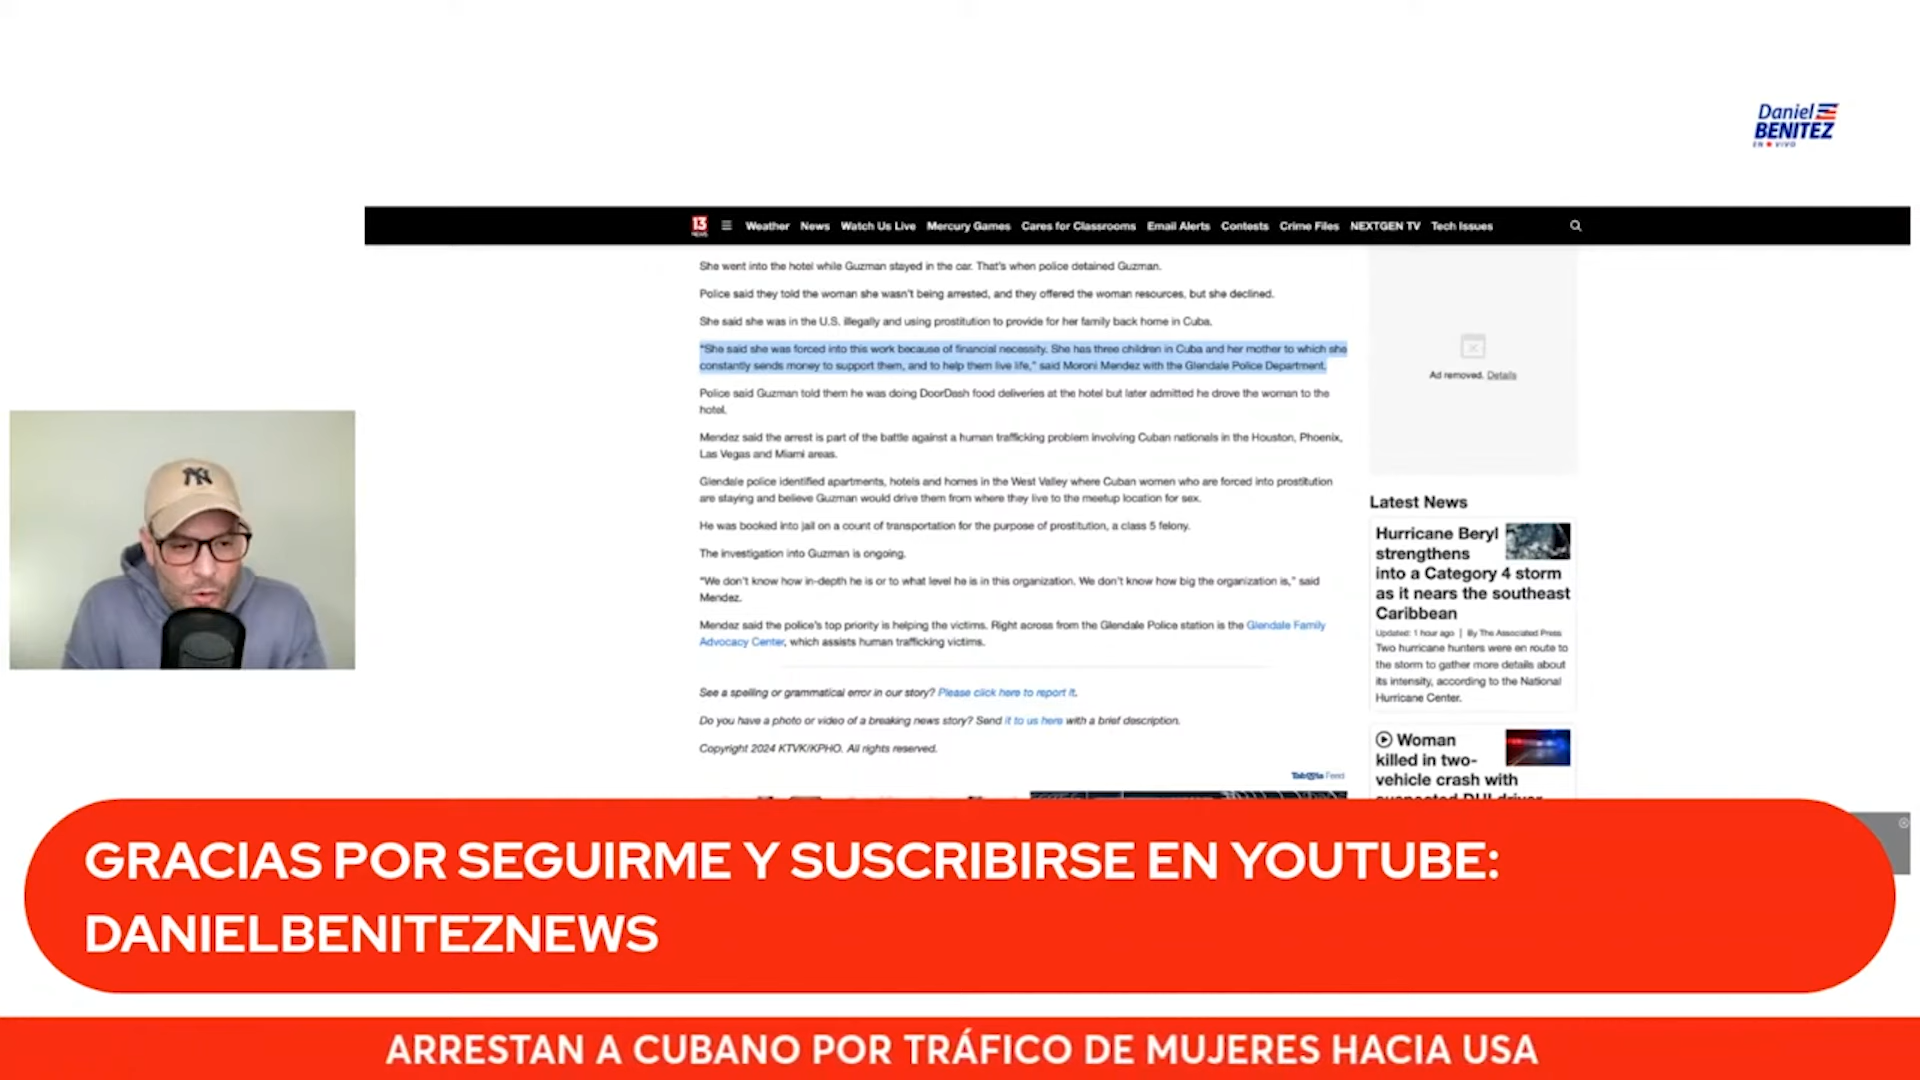 Daniel
BENITEZ
EN VIVO
13
NEWS
Weather News Watch Us Live Mercury Games Cares for Classrooms Email Alerts Contests Crime Files NEXTGEN TV Tech Issues
She went into the hotel while Guzman stayed in the car. That's when police detained Guzman.
Police said they told the woman she wasn't being arrested, and they offered the woman resources, but she declined.
She said she was in the U.S. illegally and using prostitution to provide for her family back home in Cuba.
"She said she was forced into this work because of financial necessity. She has three children in Cuba and her mother to which she
constantly sends money to support them, and to help them live life," said Moroni Mendez with the Glendale Police Department.
Police said Guzman told them he was doing DoorDash food deliveries at the hotel but later admitted he drove the woman to the
hotel.
Mendez said the arrest is part of the battle against a human trafficking problem involving Cuban nationals in the Houston, Phoenix,
Las Vegas and Miami areas.
Glendale police identified apartments, hotels and homes in the West Valley where Cuban women who are forced into prostitution
are staying and believe Guzman would drive them from where they live to the meetup location for sex.
He was booked into jail on a count of transportation for the purpose of prostitution, a class 5 felony.
The investigation into Guzman is ongoing.
"We don't know how in-depth he is or to what level he is in this organization. We don't know how big the organization is," said
Mendez.
Mendez said the police's top priority is helping the victims. Right across from the Glendale Police station is the Glendale Family
Advocacy Center, which assists human trafficking victims.
See a spelling or grammatical error in our story? Please click here to report it.
Do you have a photo or video of a breaking news story? Send it to us here with a brief description.
Copyright 2024 KTVK/KPHO. All rights reserved.
Taboola Feed
Ad removed. Details
Latest News
Hurricane Beryl
strengthens
into a Category 4 storm
as it nears the southeast
Caribbean
Updated: 1 hour ago | By The Associated Press
Two hurricane hunters were en route to
the storm to gather more details about
its intensity, according to the National
Hurricane Center.
Woman
killed in two-
vehicle crash with
suspected DUI driver
NY
GRACIAS POR SEGUIRME Y SUSCRIBIRSE EN YOUTUBE:
DANIELBENITEZNEWS
ARRESTAN A CUBANO POR TRÁFICO DE MUJERES HACIA USA